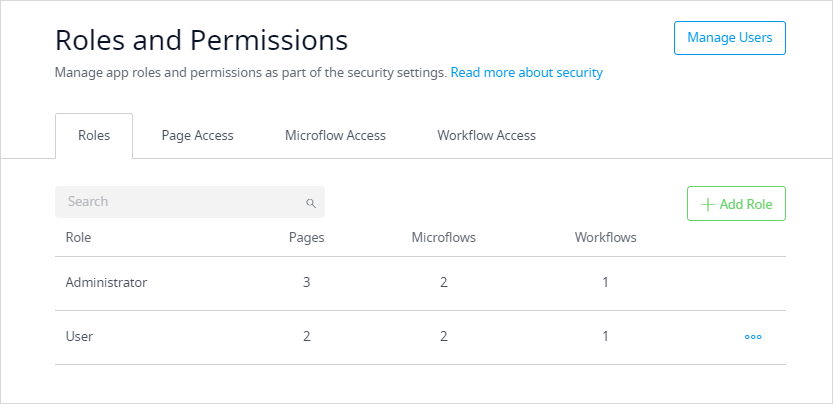 Roles and Permissions
Manage Users
Manage app roles and permissions as part of the security settings. Read more about security
Roles Page Access Microflow Access Workflow Access
Search
Add Role
Role Pages Microflows Workflows
Administrator 3 2 1
User 2 2 1